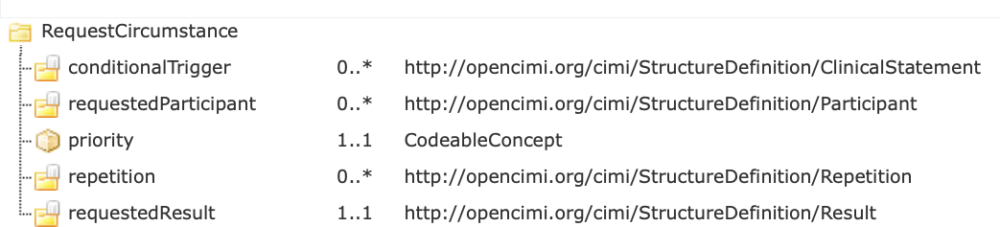 RequestCircumstance
conditionalTrigger 0..* http://opencimi.org/cimi/StructureDefinition/ClinicalStatement
requestedParticipant 0..* http://opencimi.org/cimi/StructureDefinition/Participant
priority 1..1 CodeableConcept
repetition 0..* http://opencimi.org/cimi/StructureDefinition/Repetition
requestedResult 1..1 http://opencimi.org/cimi/StructureDefinition/Result